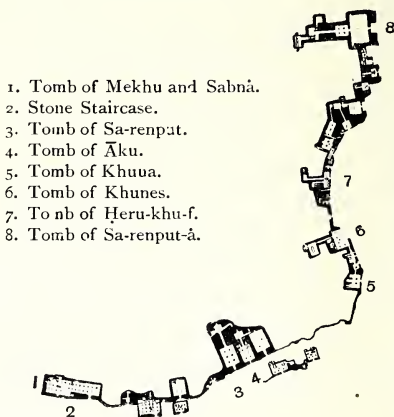 1. Tomb of Mekhu and Sabnȧ.
2. Stone Staircase.
3. Tomb of Sa-renput.
4. Tomb of Āku.
5. Tomb of Khuua.
6. Tomb of Khunes.
7. Tomb of Ḥeru-khu-f.
8. Tomb of Sa-renput-ȧ.
8
7
6
5
4
3
1
2